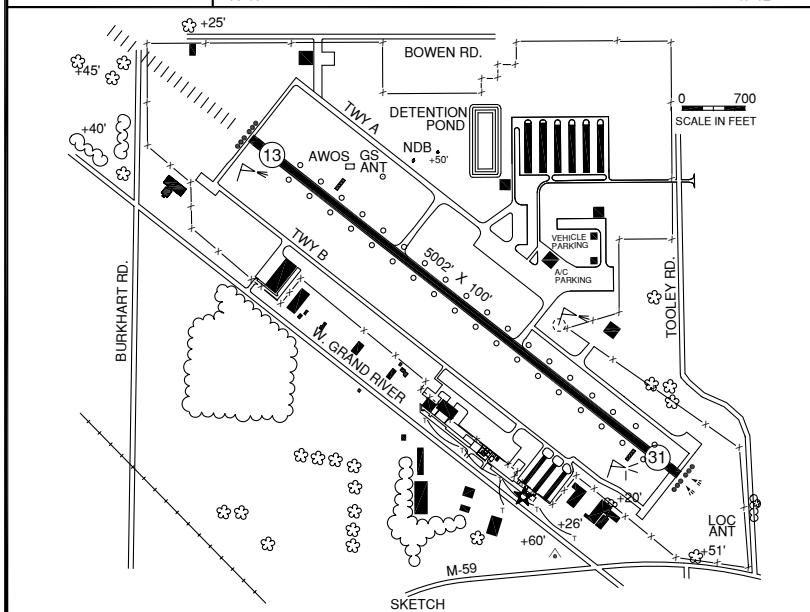 +25'
BOWEN RD.
+45'
+40'
TWY A
DETENTION
POND
0 700
SCALE IN FEET
13
AWOS
GS
ANT
NDB
+50'
TWY B
5002' X 100'
VEHICLE
PARKING
A/C
PARKING
BURKHART RD.
TOOLEY RD.
W. GRAND RIVER
31
+20'
+26'
+60'
LOC
ANT
+51'
M-59
SKETCH